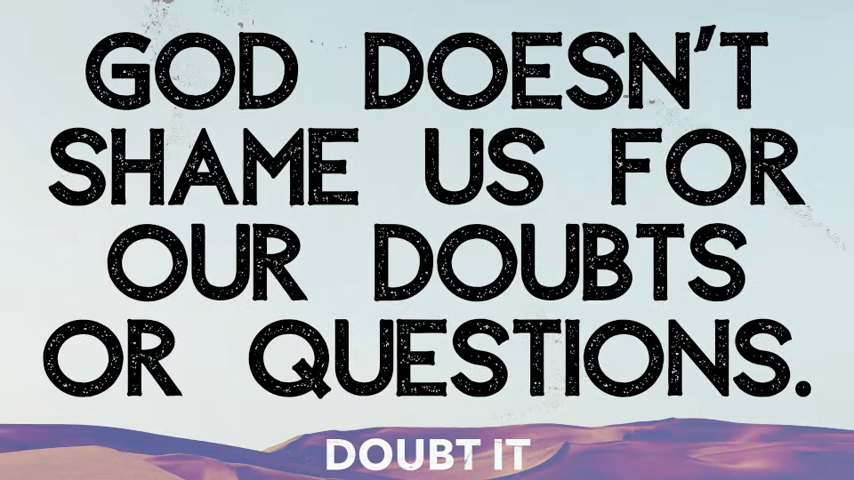 GOD DOESN'T
SHAME US FOR
OUR DOUBTS
OR QUESTIONS.
DOUBT IT